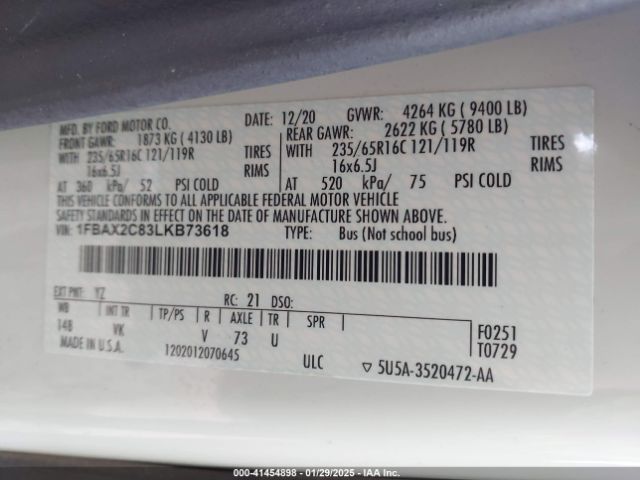 MFD. BY FORD MOTOR CO.
DATE: 12/20 GVWR: 4264 KG ( 9400 LB)
FRONT GAWR: 1873 KG ( 4130 LB)
REAR GAWR: 2622 KG ( 5780 LB)
WITH 235/65R16C 121/119R TIRES
WITH 235/65R16C 121/119R TIRES
16x6.5J RIMS
16x6.5J RIMS
AT 360 kPa/ 52 PSI COLD
AT 520 kPa/ 75 PSI COLD
THIS VEHICLE CONFORMS TO ALL APPLICABLE FEDERAL MOTOR VEHICLE
SAFETY STANDARDS IN EFFECT ON THE DATE OF MANUFACTURE SHOWN ABOVE.
VIN: 1FBAX2C83LKB73618
TYPE: Bus (Not school bus)
EXT PNT: YZ RC: 21 DSO:
WB INT TR TP/PS R AXLE TR SPR
148 VK V 73 U
F0251
T0729
MADE IN U.S.A. 1202012070645 ULC ▽ 5U5A-3520472-AA
000-41454898 - 01/29/2025 - IAAI.com